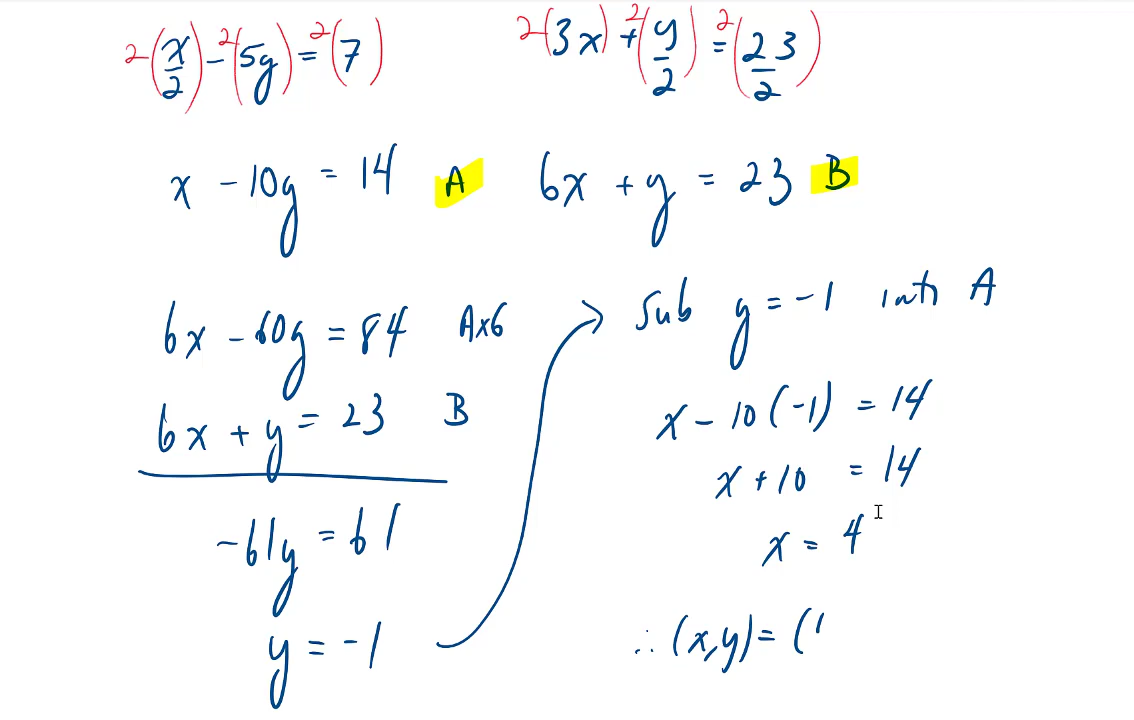 2(x/2) - 2(5y) = 2(7)
2(3x) + 2(y/2) = 2(23/2)
x - 10y = 14 A
6x + y = 23 B
6x - 60y = 84 A×6
6x + y = 23 B
-61y = 61
y = -1
Sub y = -1 into A
x - 10(-1) = 14
x + 10 = 14
x = 4
∴ (x,y) = (